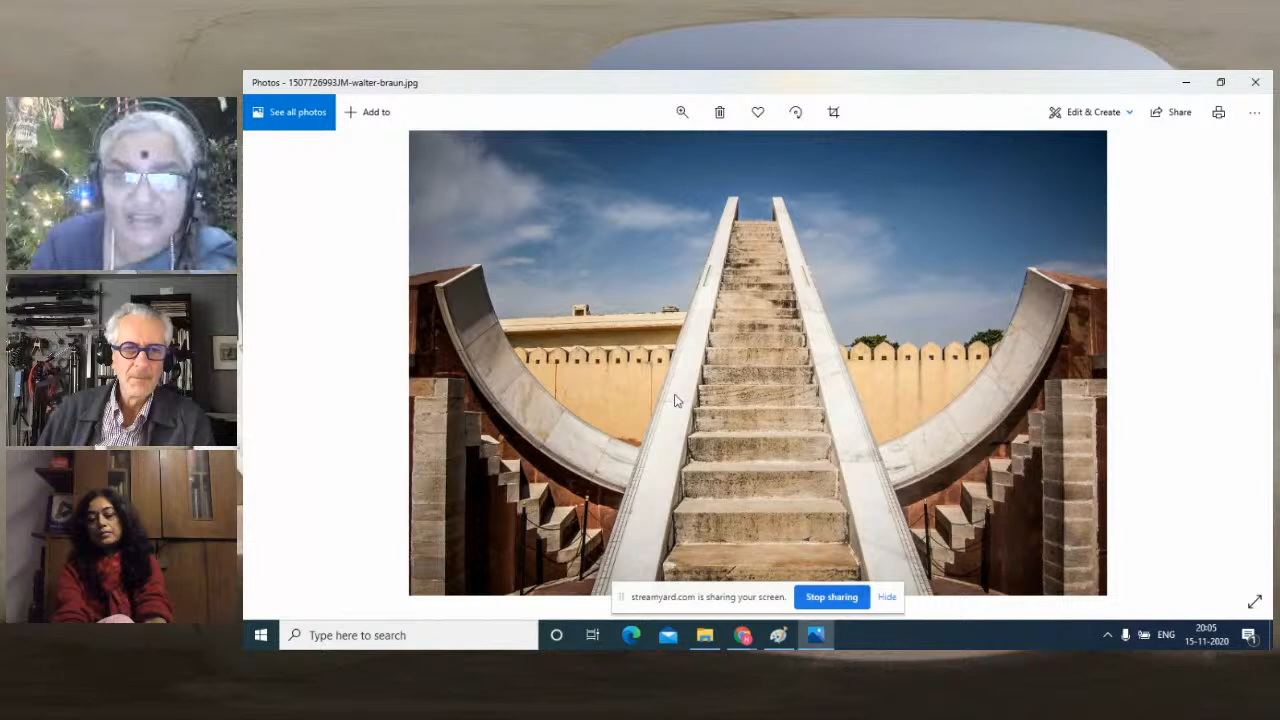 Photos - 1507726993JM-walter-braun.jpg
See all photos
Add to
Edit & Create
Share
streamyard.com is sharing your screen.
Stop sharing
Hide
Type here to search
ENG
20:05
15-11-2020